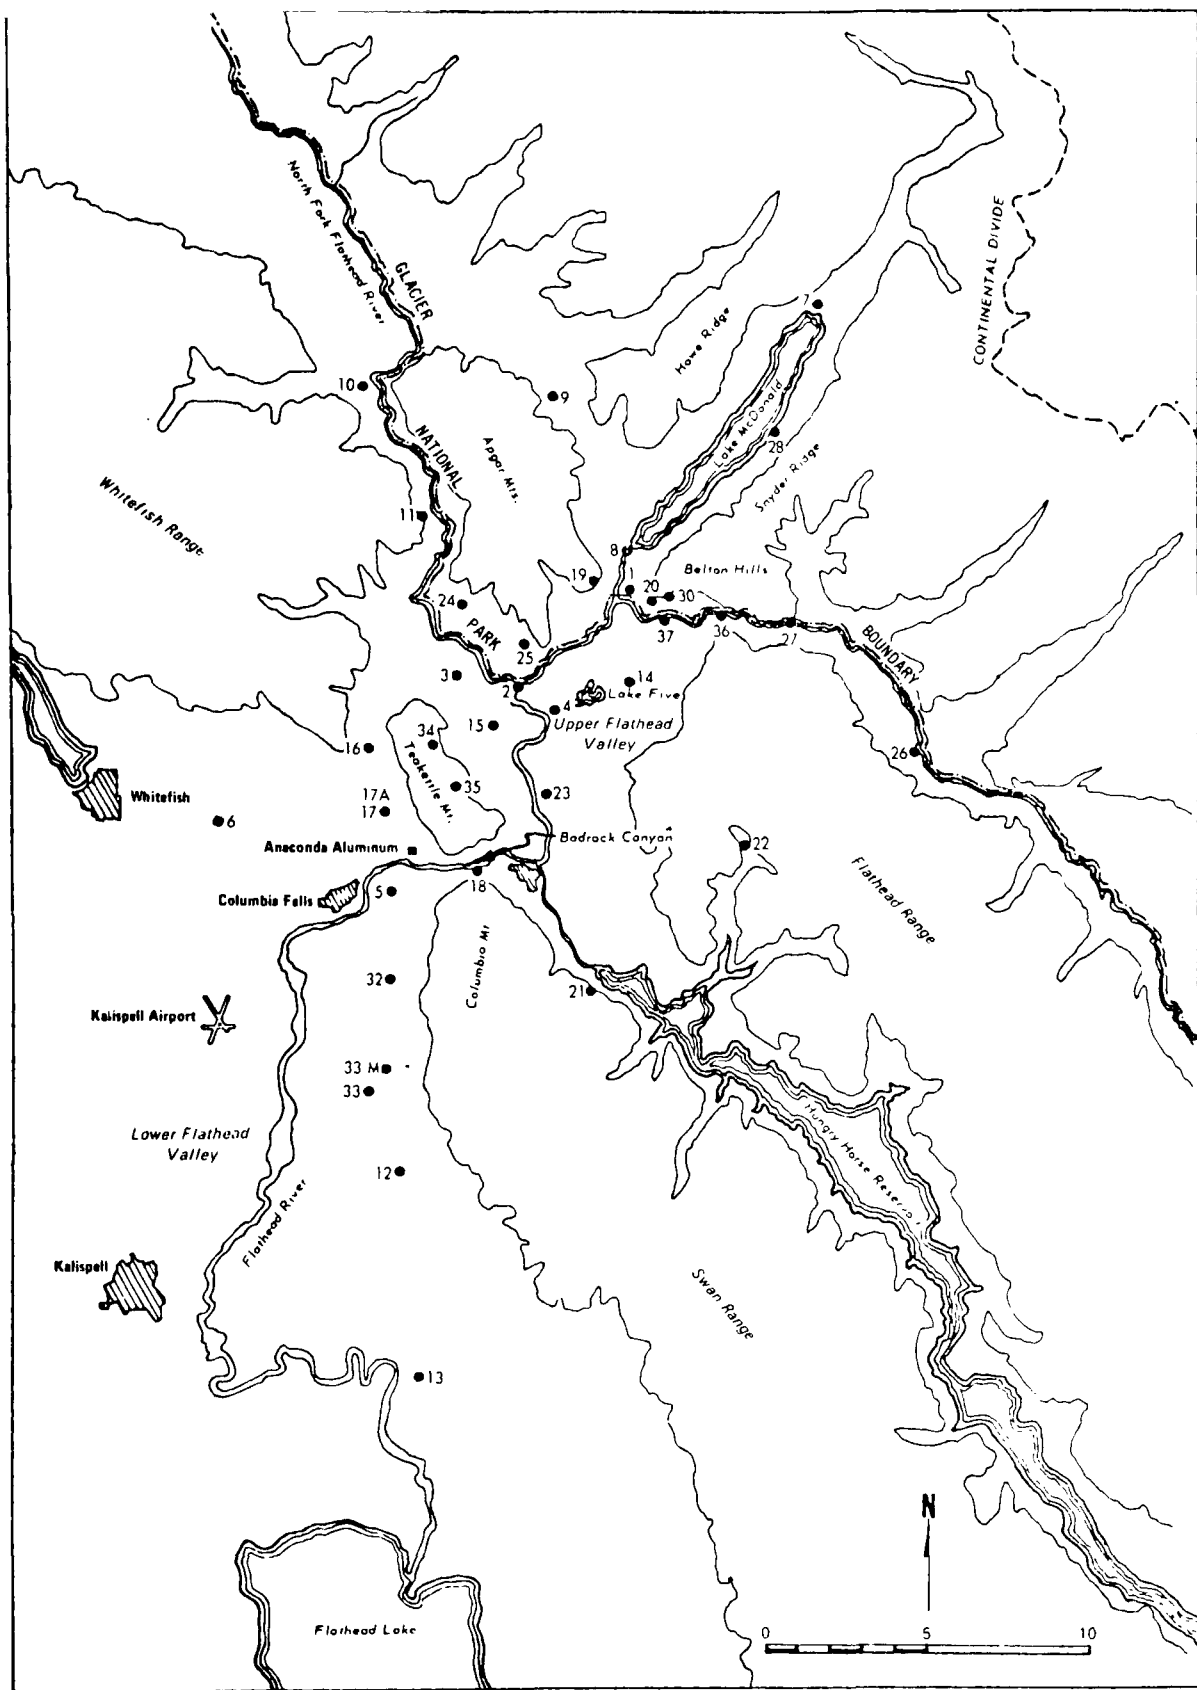 North Fork Flathead River
GLACIER
CONTINENTAL DIVIDE
7
Howe Ridge
10
9
Lake McDonald
NATIONAL
Apgar Mts.
28
Snyder Ridge
Whitefish Range
11
8
Belton Hills
19
1
20
30
24
PARK
37
36
27
BOUNDARY
25
3
14
2
Lake Five
4
15
Upper Flathead
Valley
34
16
26
Teakettle Mt.
35
Whitefish
17A
23
17
6
Badrock Canyon
Anaconda Aluminum
22
18
5
Columbia Falls
Flathead Range
Columbia Mt
32
21
Kalispell Airport
33 M
33
Hungry Horse Reservoir
Lower Flathead
Valley
12
Flathead River
Kalispell
Swan Range
13
N
Flathead Lake
0
5
10